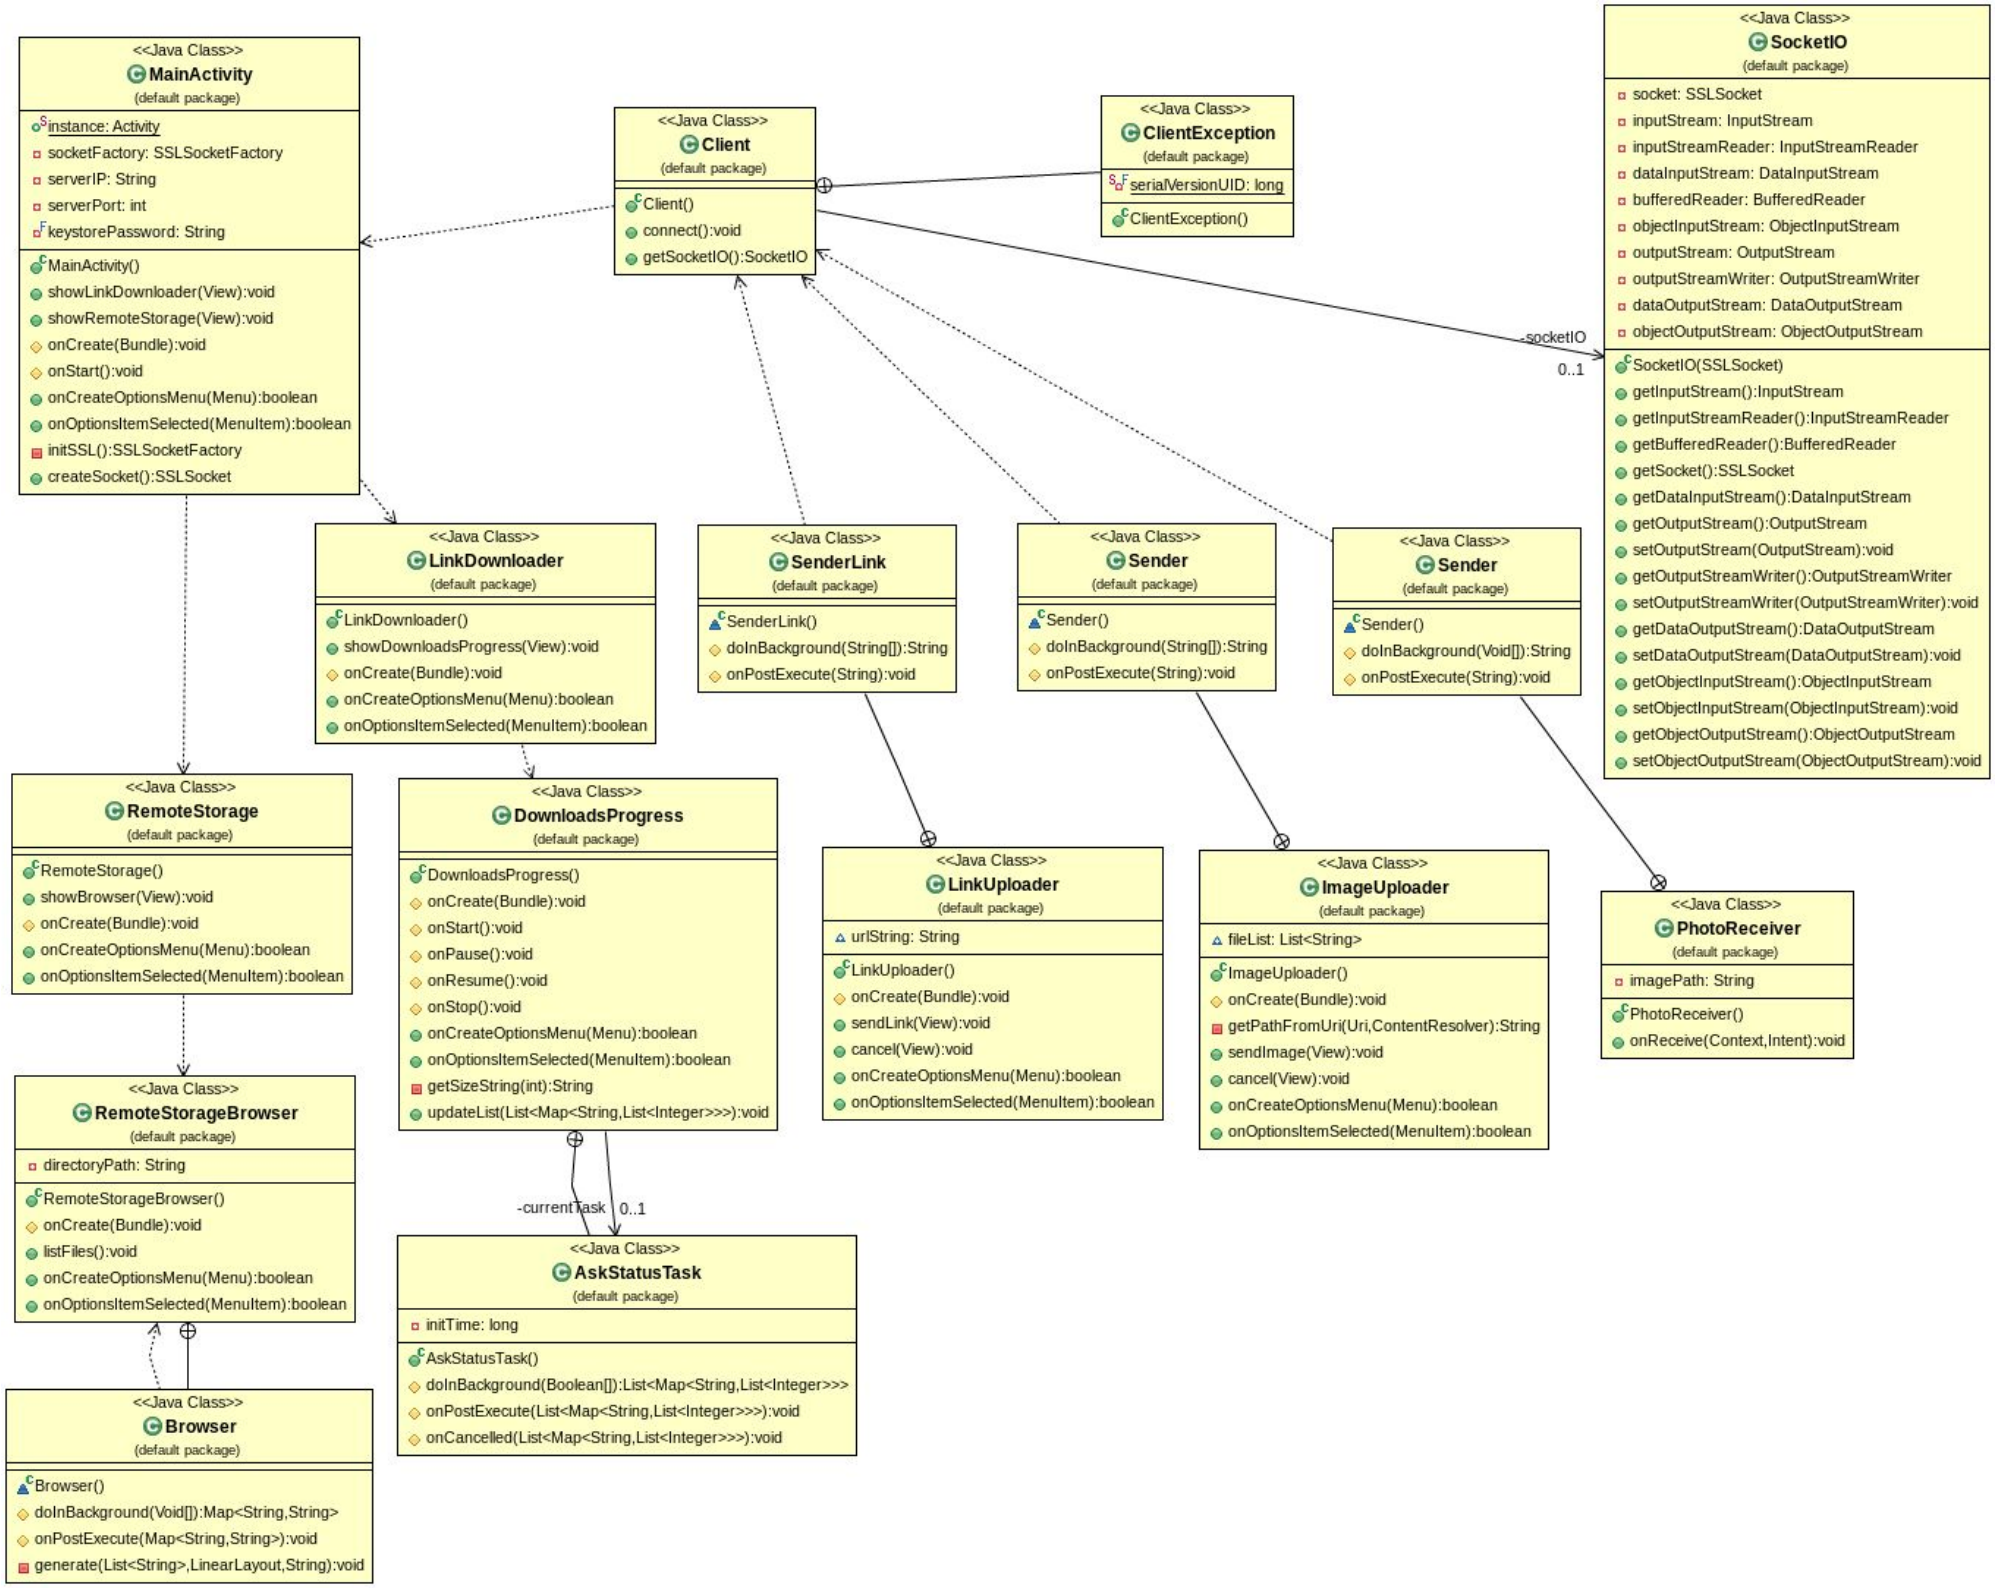 <<Java Class>>
MainActivity
(default package)
instance: Activity
socketFactory: SSLSocketFactory
serverIP: String
serverPort: int
keystorePassword: String
MainActivity()
showLinkDownloader(View):void
showRemoteStorage(View):void
onCreate(Bundle):void
onStart():void
onCreateOptionsMenu(Menu):boolean
onOptionsItemSelected(MenuItem):boolean
initSSL():SSLSocketFactory
createSocket():SSLSocket
<<Java Class>>
Client
(default package)
Client()
connect():void
getSocketIO():SocketIO
<<Java Class>>
ClientException
(default package)
serialVersionUID: long
ClientException()
<<Java Class>>
SocketIO
(default package)
socket: SSLSocket
inputStream: InputStream
inputStreamReader: InputStreamReader
dataInputStream: DataInputStream
bufferedReader: BufferedReader
objectInputStream: ObjectInputStream
outputStream: OutputStream
outputStreamWriter: OutputStreamWriter
dataOutputStream: DataOutputStream
objectOutputStream: ObjectOutputStream
SocketIO(SSLSocket)
getInputStream():InputStream
getInputStreamReader():InputStreamReader
getBufferedReader():BufferedReader
getSocket():SSLSocket
getDataInputStream():DataInputStream
getOutputStream():OutputStream
setOutputStream(OutputStream):void
getOutputStreamWriter():OutputStreamWriter
setOutputStreamWriter(OutputStreamWriter):void
getDataOutputStream():DataOutputStream
setDataOutputStream(DataOutputStream):void
getObjectInputStream():ObjectInputStream
setObjectInputStream(ObjectInputStream):void
getObjectOutputStream():ObjectOutputStream
setObjectOutputStream(ObjectOutputStream):void
-socketIO
0..1
<<Java Class>>
LinkDownloader
(default package)
LinkDownloader()
showDownloadsProgress(View):void
onCreate(Bundle):void
onCreateOptionsMenu(Menu):boolean
onOptionsItemSelected(MenuItem):boolean
<<Java Class>>
SenderLink
(default package)
SenderLink()
doInBackground(String[]):String
onPostExecute(String):void
<<Java Class>>
Sender
(default package)
Sender()
doInBackground(String[]):String
onPostExecute(String):void
<<Java Class>>
Sender
(default package)
Sender()
doInBackground(Void[]):String
onPostExecute(String):void
<<Java Class>>
RemoteStorage
(default package)
RemoteStorage()
showBrowser(View):void
onCreate(Bundle):void
onCreateOptionsMenu(Menu):boolean
onOptionsItemSelected(MenuItem):boolean
<<Java Class>>
DownloadsProgress
(default package)
DownloadsProgress()
onCreate(Bundle):void
onStart():void
onPause():void
onResume():void
onStop():void
onCreateOptionsMenu(Menu):boolean
onOptionsItemSelected(MenuItem):boolean
getSizeString(int):String
updateList(List<Map<String,List<Integer>>>):void
<<Java Class>>
LinkUploader
(default package)
urlString: String
LinkUploader()
onCreate(Bundle):void
sendLink(View):void
cancel(View):void
onCreateOptionsMenu(Menu):boolean
onOptionsItemSelected(MenuItem):boolean
<<Java Class>>
ImageUploader
(default package)
fileList: List<String>
ImageUploader()
onCreate(Bundle):void
getPathFromUri(Uri,ContentResolver):String
sendImage(View):void
cancel(View):void
onCreateOptionsMenu(Menu):boolean
onOptionsItemSelected(MenuItem):boolean
<<Java Class>>
PhotoReceiver
(default package)
imagePath: String
PhotoReceiver()
onReceive(Context,Intent):void
<<Java Class>>
RemoteStorageBrowser
(default package)
directoryPath: String
RemoteStorageBrowser()
onCreate(Bundle):void
listFiles():void
onCreateOptionsMenu(Menu):boolean
onOptionsItemSelected(MenuItem):boolean
-currentTask
0..1
<<Java Class>>
AskStatusTask
(default package)
initTime: long
AskStatusTask()
doInBackground(Boolean[]):List<Map<String,List<Integer>>>
onPostExecute(List<Map<String,List<Integer>>>):void
onCancelled(List<Map<String,List<Integer>>>):void
<<Java Class>>
Browser
(default package)
Browser()
doInBackground(Void[]):Map<String,String>
onPostExecute(Map<String,String>):void
generate(List<String>,LinearLayout,String):void